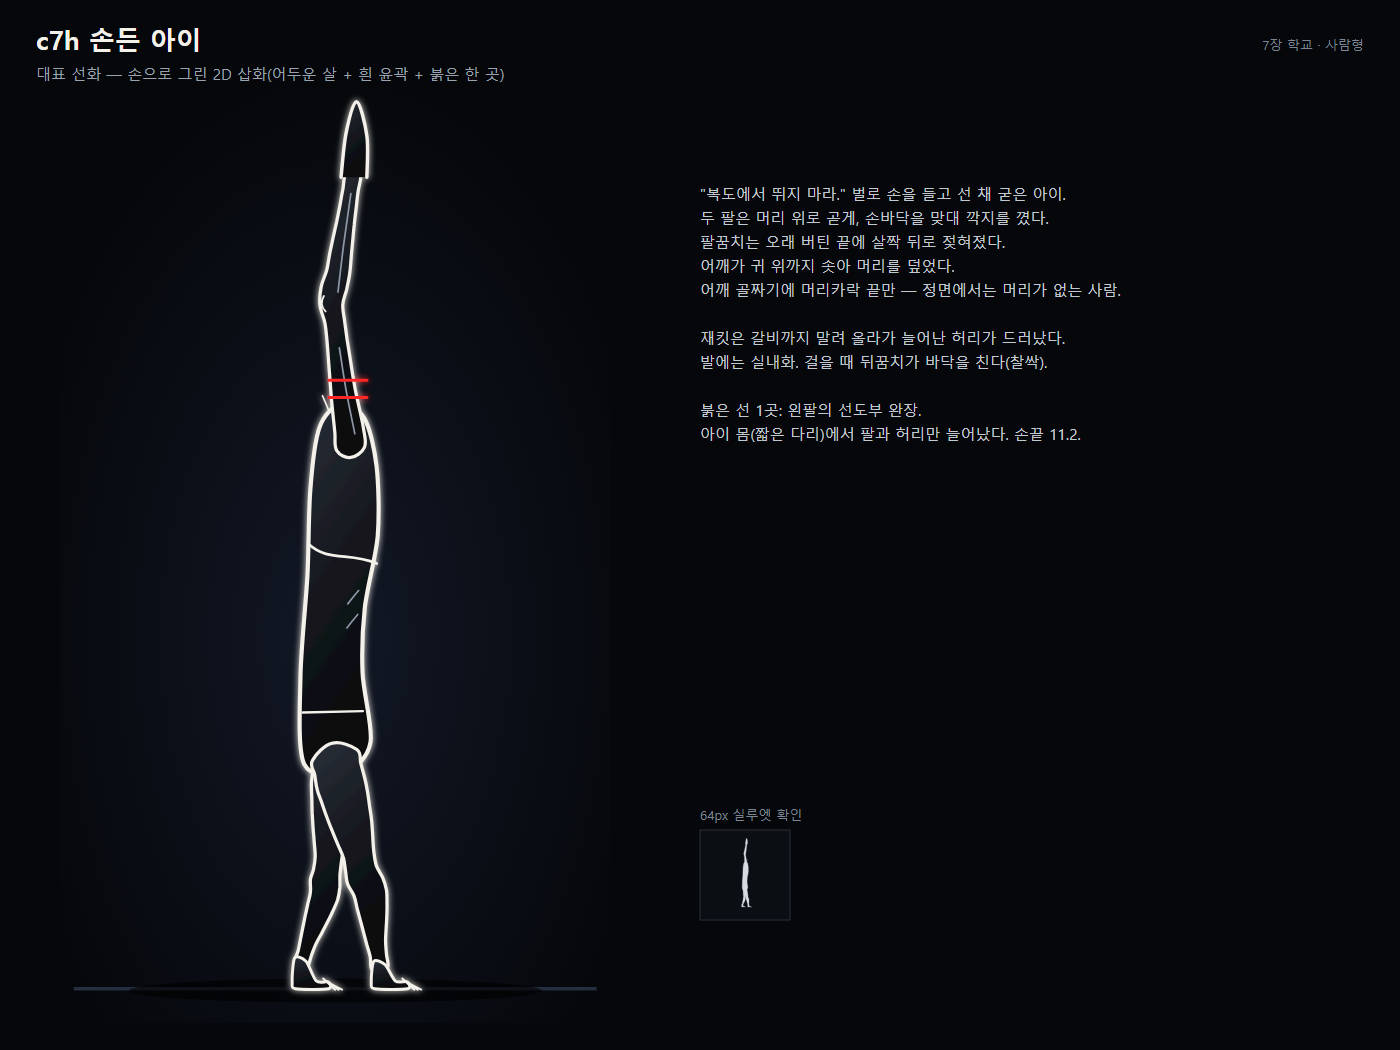 c7h 손든 아이
7장 학교 · 사람형
대표 선화 — 손으로 그린 2D 삽화(어두운 살 + 흰 윤곽 + 붉은 한 곳)
"복도에서 뛰지 마라." 벌로 손을 들고 선 채 굳은 아이.
두 팔은 머리 위로 곧게, 손바닥을 맞대 깍지를 꼈다.
팔꿈치는 오래 버틴 끝에 살짝 뒤로 젖혀졌다.
어깨가 귀 위까지 솟아 머리를 덮었다.
어깨 골짜기에 머리카락 끝만 — 정면에서는 머리가 없는 사람.
재킷은 갈비까지 말려 올라가 늘어난 허리가 드러났다.
발에는 실내화. 걸을 때 뒤꿈치가 바닥을 친다(찰싹).
붉은 선 1곳: 왼팔의 선도부 완장.
아이 몸(짧은 다리)에서 팔과 허리만 늘어났다. 손끝 11.2.
64px 실루엣 확인